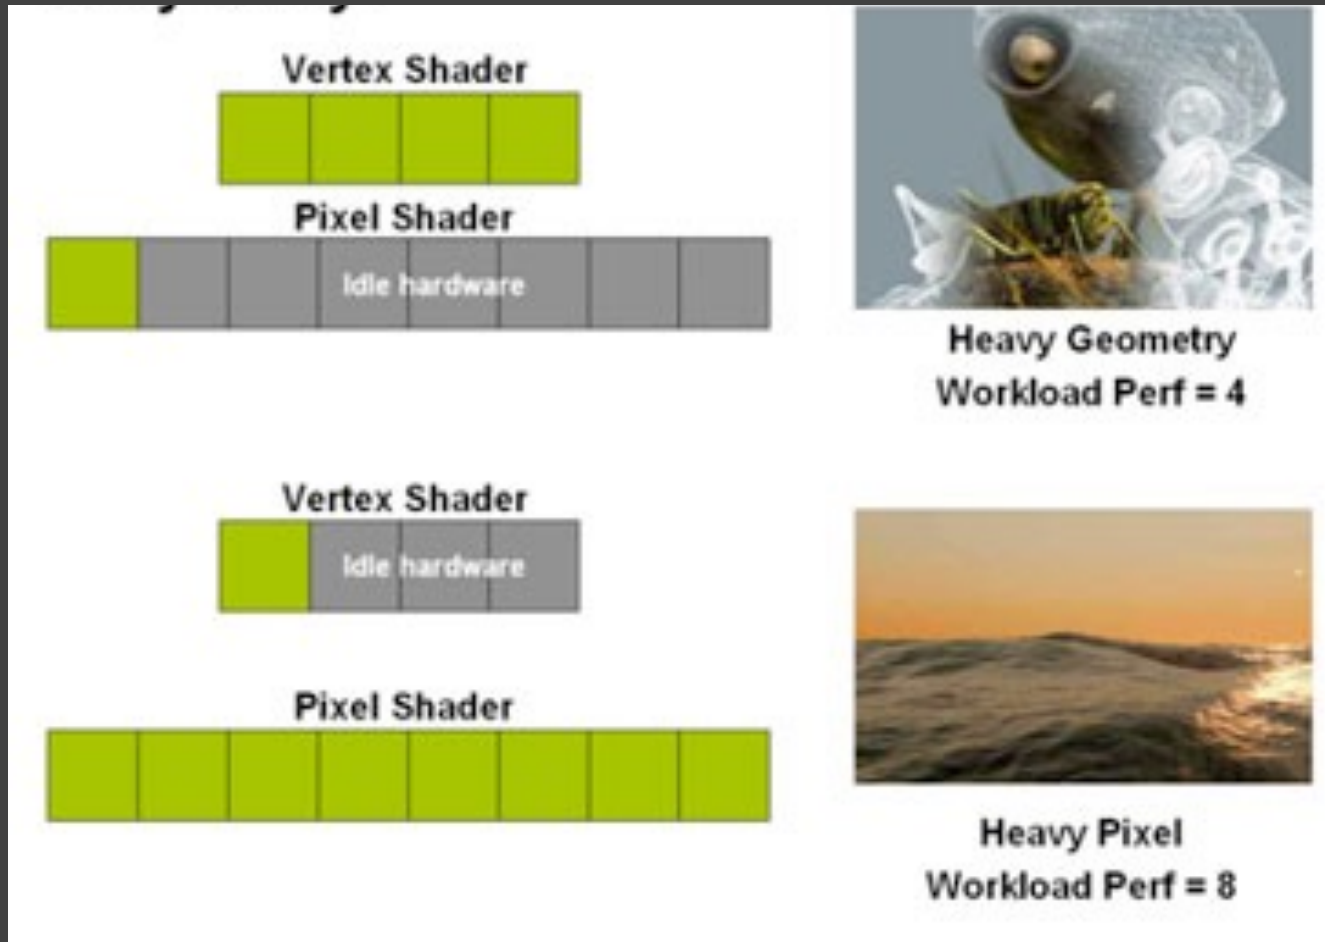 Vertex Shader
Pixel Shader
Idle hardware
Heavy Geometry
Workload Perf = 4
Vertex Shader
Idle hardware
Pixel Shader
Heavy Pixel
Workload Perf = 8